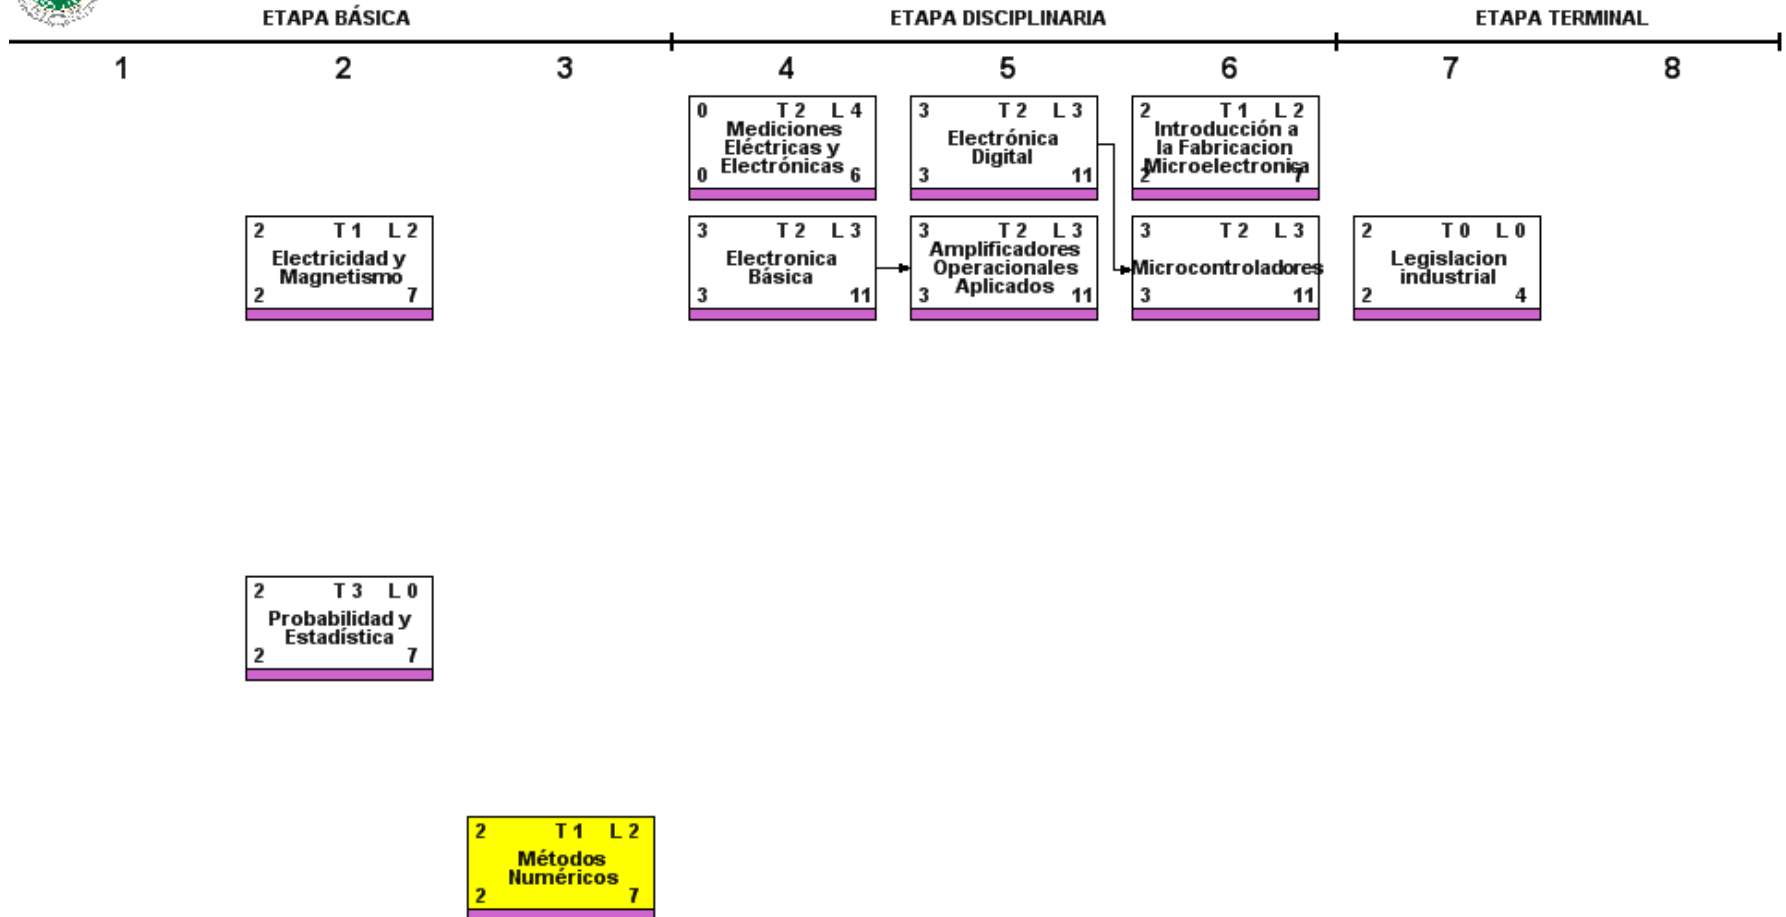 ETAPA BÁSICA ETAPA DISCIPLINARIA ETAPA TERMINAL
1 2 3 4 5 6 7 8
0 T 2 L 4
Mediciones
Eléctricas y
Electrónicas
0 6
3 T 2 L 3
Electrónica
Digital
3 11
2 T 1 L 2
Introducción a
la Fabricacion
Microelectronica
2 7
2 T 1 L 2
Electricidad y
Magnetismo
2 7
3 T 2 L 3
Electronica
Básica
3 11
3 T 2 L 3
Amplificadores
Operacionales
Aplicados
3 11
3 T 2 L 3
Microcontroladores
3 11
2 T 0 L 0
Legislacion
industrial
2 4
2 T 3 L 0
Probabilidad y
Estadística
2 7
2 T 1 L 2
Métodos
Numéricos
2 7